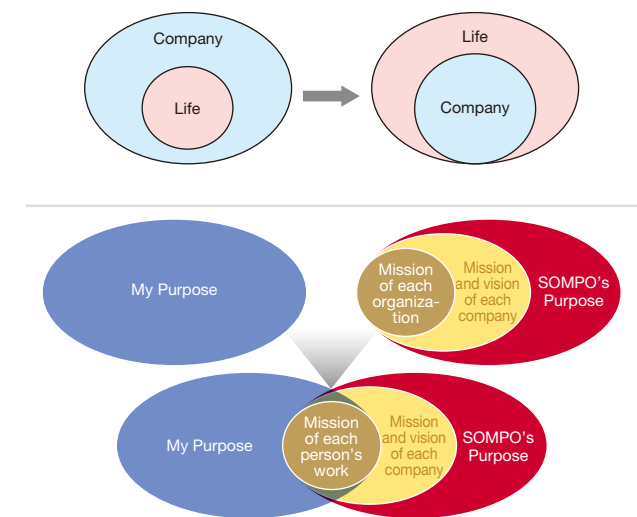 Company
Life
Life
Company
My Purpose
Mission
of each
organiza-
tion
Mission
and vision
of each
company
SOMPO's
Purpose
My Purpose
Mission
of each
person's
work
Mission
and vision
of each
company
SOMPO's
Purpose